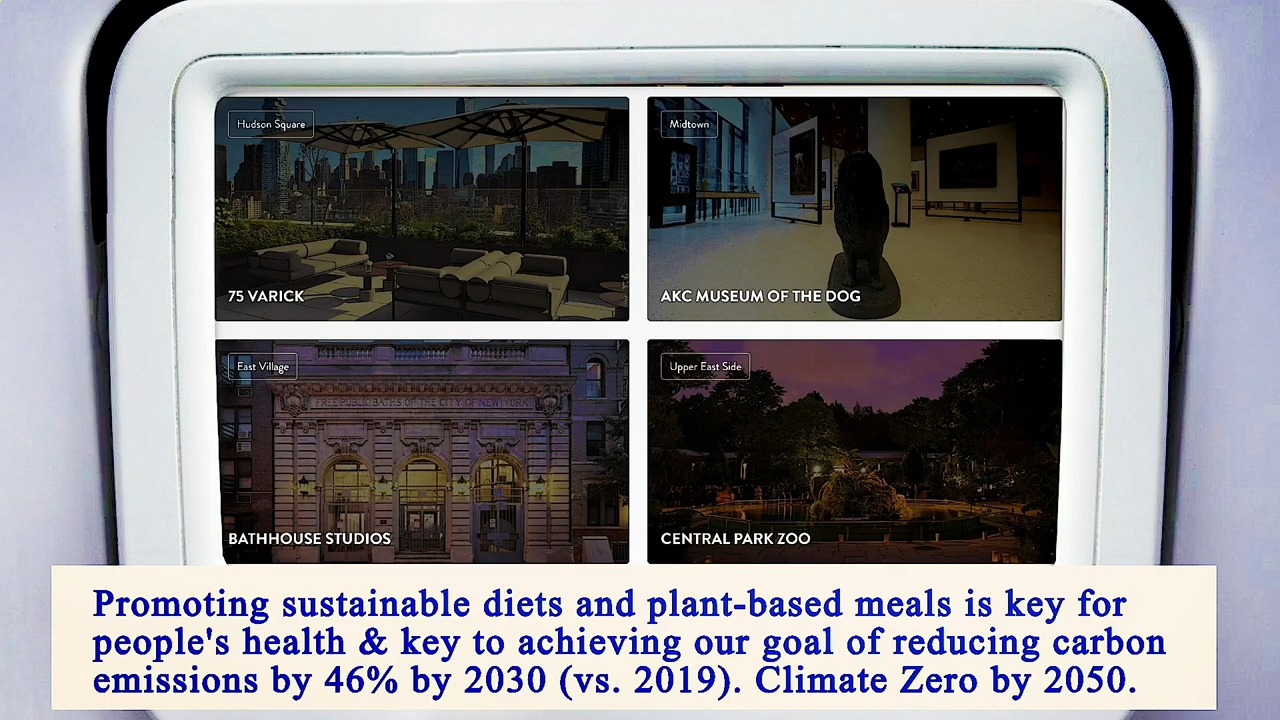 Hudson Square
75 VARICK
Midtown
AKC MUSEUM OF THE DOG
East Village
FREE PUBLIC BATHS OF THE CITY OF NEW YORK
BATHHOUSE STUDIOS
Upper East Side
CENTRAL PARK ZOO
Promoting sustainable diets and plant-based meals is key for
people's health & key to achieving our goal of reducing carbon
emissions by 46% by 2030 (vs. 2019). Climate Zero by 2050.